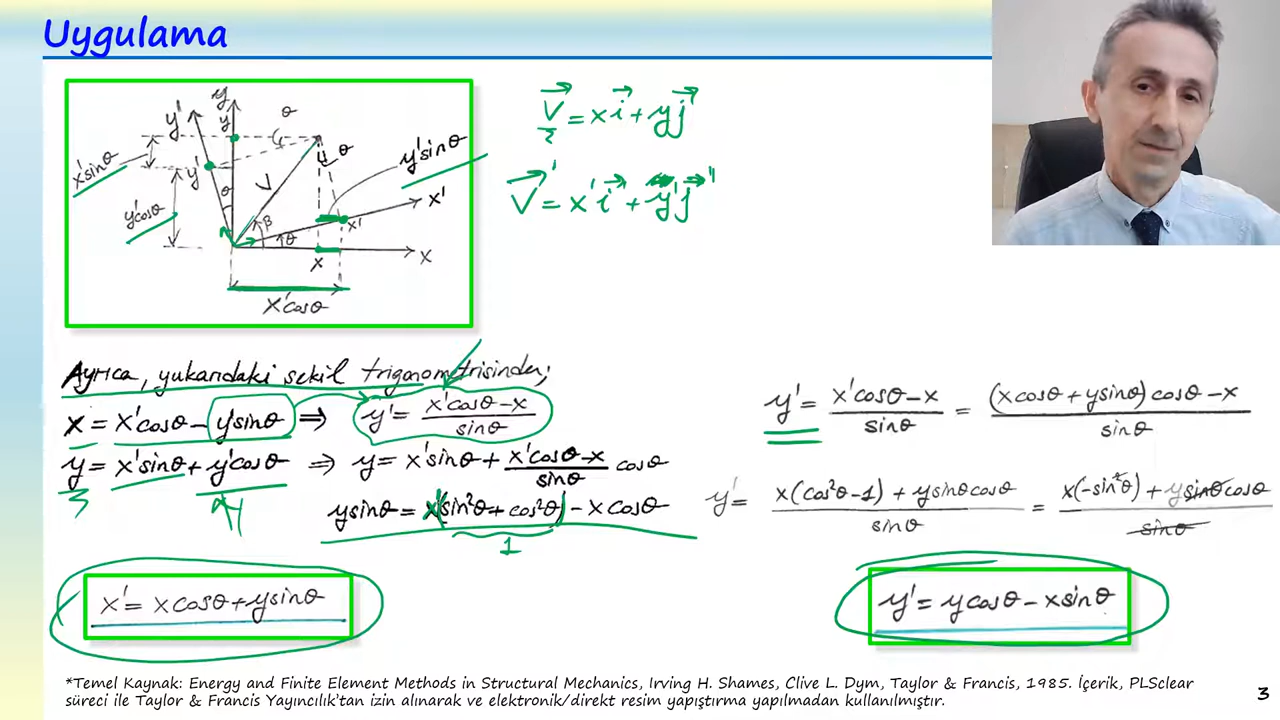 Uygulama
y
y'
y
θ
x'sinθ
θ
y'sinθ
y'
V
θ
x'
β
x'
y'cosθ
θ
x
x
x'cosθ
V = xi + yj
V' = x'i' + y'j'
Ayrıca, yukarıdaki şekil trigonometrisinden;
x = x'cosθ - y'sinθ ⇒ y' = (x'cosθ - x)/sinθ
y = x'sinθ + y'cosθ ⇒ y = x'sinθ + (x'cosθ - x)/sinθ cosθ
ysinθ = x'(sin²θ + cos²θ) - x cosθ
1
x' = x cosθ + y sinθ
y' = (x'cosθ - x)/sinθ = ((x cosθ + y sinθ) cosθ - x)/sinθ
y' = (x(cos²θ - 1) + y sinθ cosθ)/sinθ = (x(-sin²θ) + y sinθ cosθ)/sinθ
y' = y cosθ - x sinθ
*Temel Kaynak: Energy and Finite Element Methods in Structural Mechanics, Irving H. Shames, Clive L. Dym, Taylor & Francis, 1985. İçerik, PLSclear
süreci ile Taylor & Francis Yayıncılık'tan izin alınarak ve elektronik/direkt resim yapıştırma yapılmadan kullanılmıştır.
3